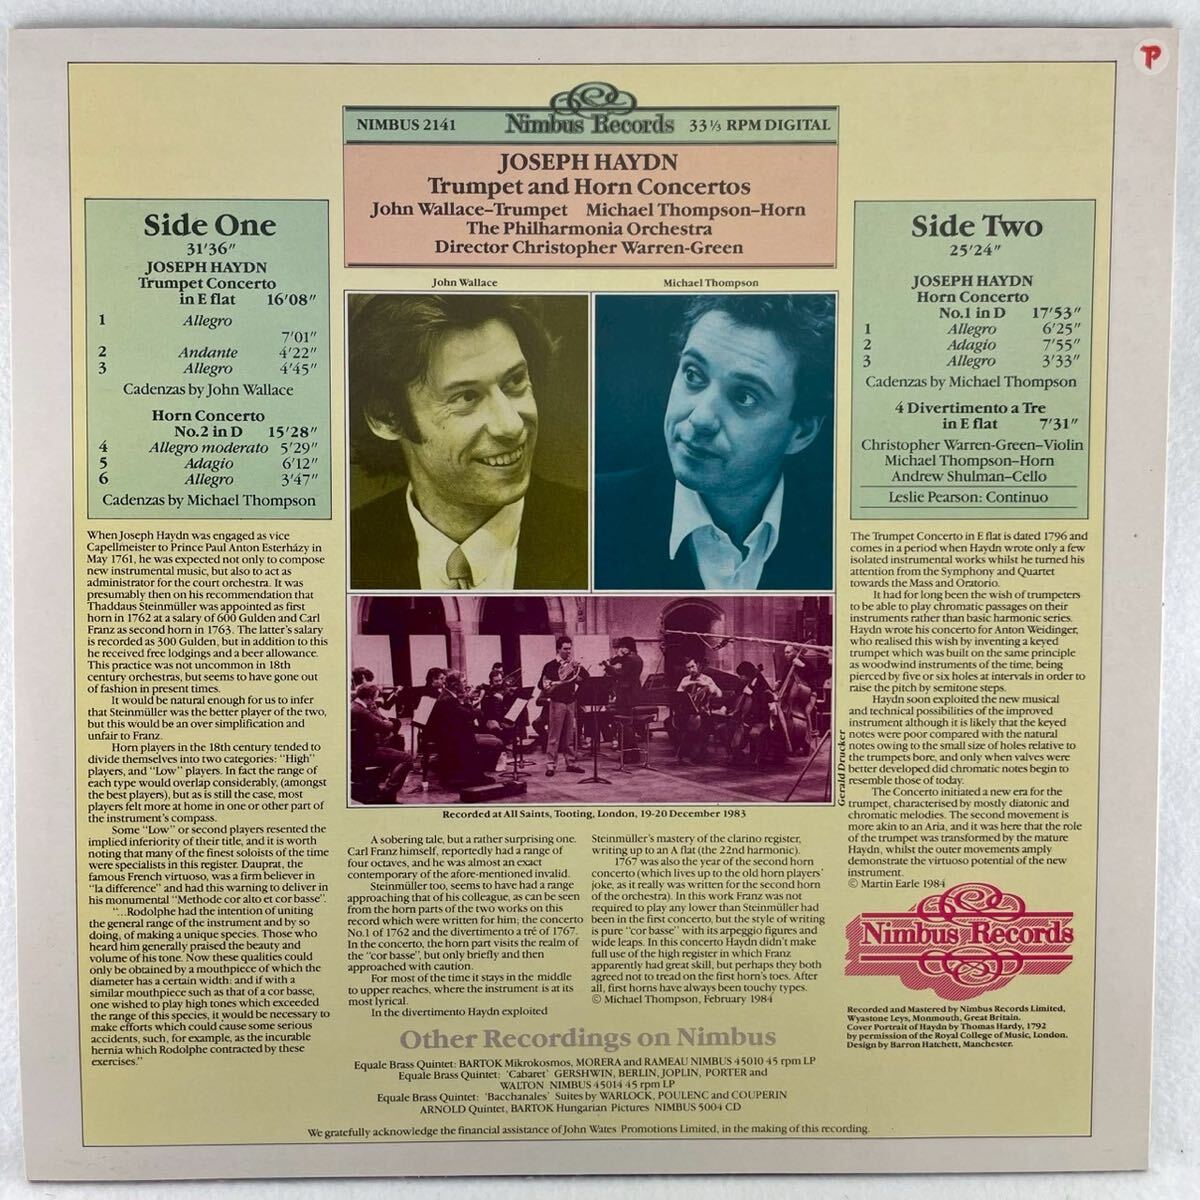 P
NIMBUS 2141 Nimbus Records 33 1/3 RPM DIGITAL
JOSEPH HAYDN
Trumpet and Horn Concertos
John Wallace–Trumpet Michael Thompson–Horn
The Philharmonia Orchestra
Director Christopher Warren-Green
Side One
31'36"
JOSEPH HAYDN
Trumpet Concerto
in E flat 16'08"
1 Allegro
7'01"
2 Andante 4'22"
3 Allegro 4'45"
Cadenzas by John Wallace
Horn Concerto
No.2 in D 15'28"
4 Allegro moderato 5'29"
5 Adagio 6'12"
6 Allegro 3'47"
Cadenzas by Michael Thompson
John Wallace
Michael Thompson
Side Two
25'24"
JOSEPH HAYDN
Horn Concerto
No.1 in D 17'53"
1 Allegro 6'25"
2 Adagio 7'55"
3 Allegro 3'33"
Cadenzas by Michael Thompson
4 Divertimento a Tre
in E flat 7'31"
Christopher Warren-Green–Violin
Michael Thompson–Horn
Andrew Shulman–Cello
Leslie Pearson: Continuo
When Joseph Haydn was engaged as vice
Capellmeister to Prince Paul Anton Esterházy in
May 1761, he was expected not only to compose
new instrumental music, but also to act as
administrator for the court orchestra. It was
presumably then on his recommendation that
Thaddaus Steinmüller was appointed as first
horn in 1762 at a salary of 600 Gulden and Carl
Franz as second horn in 1763. The latter's salary
is recorded as 300 Gulden, but in addition to this
he received free lodgings and a beer allowance.
This practice was not uncommon in 18th
century orchestras, but seems to have gone out
of fashion in present times.
It would be natural enough for us to infer
that Steinmüller was the better player of the two,
but this would be an over simplification and
unfair to Franz.
Horn players in the 18th century tended to
divide themselves into two categories: "High"
players, and "Low" players. In fact the range of
each type would overlap considerably, (amongst
the best players), but as is still the case, most
players felt more at home in one or other part of
the instrument's compass.
Some "Low" or second players resented the
implied inferiority of their title, and it is worth
noting that many of the finest soloists of the time
were specialists in this register. Dauprat, the
famous French virtuoso, was a firm believer in
"la difference" and had this warning to deliver in
his monumental "Methode cor alto et cor basse".
"...Rodolphe had the intention of uniting
the general range of the instrument and by so
doing, of making a unique species. Those who
heard him generally praised the beauty and
volume of his tone. Now these qualities could
only be obtained by a mouthpiece of which the
diameter has a certain width: and if with a
similar mouthpiece such as that of a cor basse,
one wished to play high tones which exceeded
the range of this species, it would be necessary to
make efforts which could cause some serious
accidents, such, for example, as the incurable
hernia which Rodolphe contracted by these
exercises."
Gerald Drucker
Recorded at All Saints, Tooting, London, 19-20 December 1983
A sobering tale, but a rather surprising one.
Carl Franz himself, reportedly had a range of
four octaves, and he was almost an exact
contemporary of the afore-mentioned invalid.
Steinmüller too, seems to have had a range
approaching that of his colleague, as can be seen
from the horn parts of the two works on this
record which were written for him; the concerto
No.1 of 1762 and the divertimento a tré of 1767.
In the concerto, the horn part visits the realm of
the "cor basse", but only briefly and then
approached with caution.
For most of the time it stays in the middle
to upper reaches, where the instrument is at its
most lyrical.
In the divertimento Haydn exploited
Steinmüller's mastery of the clarino register,
writing up to an A flat (the 22nd harmonic).
1767 was also the year of the second horn
concerto (which lives up to the old horn players'
joke, as it really was written for the second horn
of the orchestra). In this work Franz was not
required to play any lower than Steinmüller had
been in the first concerto, but the style of writing
is pure "cor basse" with its arpeggio figures and
wide leaps. In this concerto Haydn didn't make
full use of the high register in which Franz
apparently had great skill, but perhaps they both
agreed not to tread on the first horn's toes. After
all, first horns have always been touchy types.
© Michael Thompson, February 1984
The Trumpet Concerto in E flat is dated 1796 and
comes in a period when Haydn wrote only a few
isolated instrumental works whilst he turned his
attention from the Symphony and Quartet
towards the Mass and Oratorio.
It had for long been the wish of trumpeters
to be able to play chromatic passages on their
instruments rather than basic harmonic series.
Haydn wrote his concerto for Anton Weidinger,
who realised this wish by inventing a keyed
trumpet which was built on the same principle
as woodwind instruments of the time, being
pierced by five or six holes at intervals in order to
raise the pitch by semitone steps.
Haydn soon exploited the new musical
and technical possibilities of the improved
instrument although it is likely that the keyed
notes were poor compared with the natural
notes owing to the small size of holes relative to
the trumpets bore, and only when valves were
better developed did chromatic notes begin to
resemble those of today.
The Concerto initiated a new era for the
trumpet, characterised by mostly diatonic and
chromatic melodies. The second movement is
more akin to an Aria, and it was here that the role
of the trumpet was transformed by the mature
Haydn, whilst the outer movements amply
demonstrate the virtuoso potential of the new
instrument.
© Martin Earle 1984
Nimbus Records
Recorded and Mastered by Nimbus Records Limited,
Wyastone Leys, Monmouth, Great Britain.
Cover Portrait of Haydn by Thomas Hardy, 1792
by permission of the Royal College of Music, London.
Design by Barron Hatchett, Manchester.
Other Recordings on Nimbus
Equale Brass Quintet: BARTOK Mikrokosmos, MORERA and RAMEAU NIMBUS 45010 45 rpm LP
Equale Brass Quintet: 'Cabaret' GERSHWIN, BERLIN, JOPLIN, PORTER and
WALTON NIMBUS 45014 45 rpm LP
Equale Brass Quintet: 'Bacchanales' Suites by WARLOCK, POULENC and COUPERIN
ARNOLD Quintet, BARTOK Hungarian Pictures NIMBUS 5004 CD
We gratefully acknowledge the financial assistance of John Wates Promotions Limited, in the making of this recording.